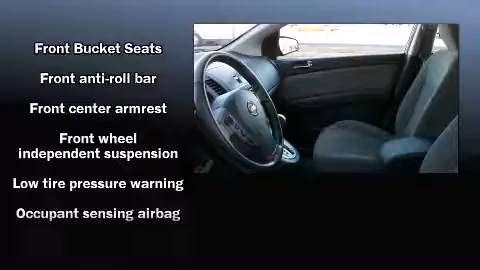 Front Bucket Seats
Front anti-roll bar
Front center armrest
Front wheel
independent suspension
Low tire pressure warning
Occupant sensing airbag